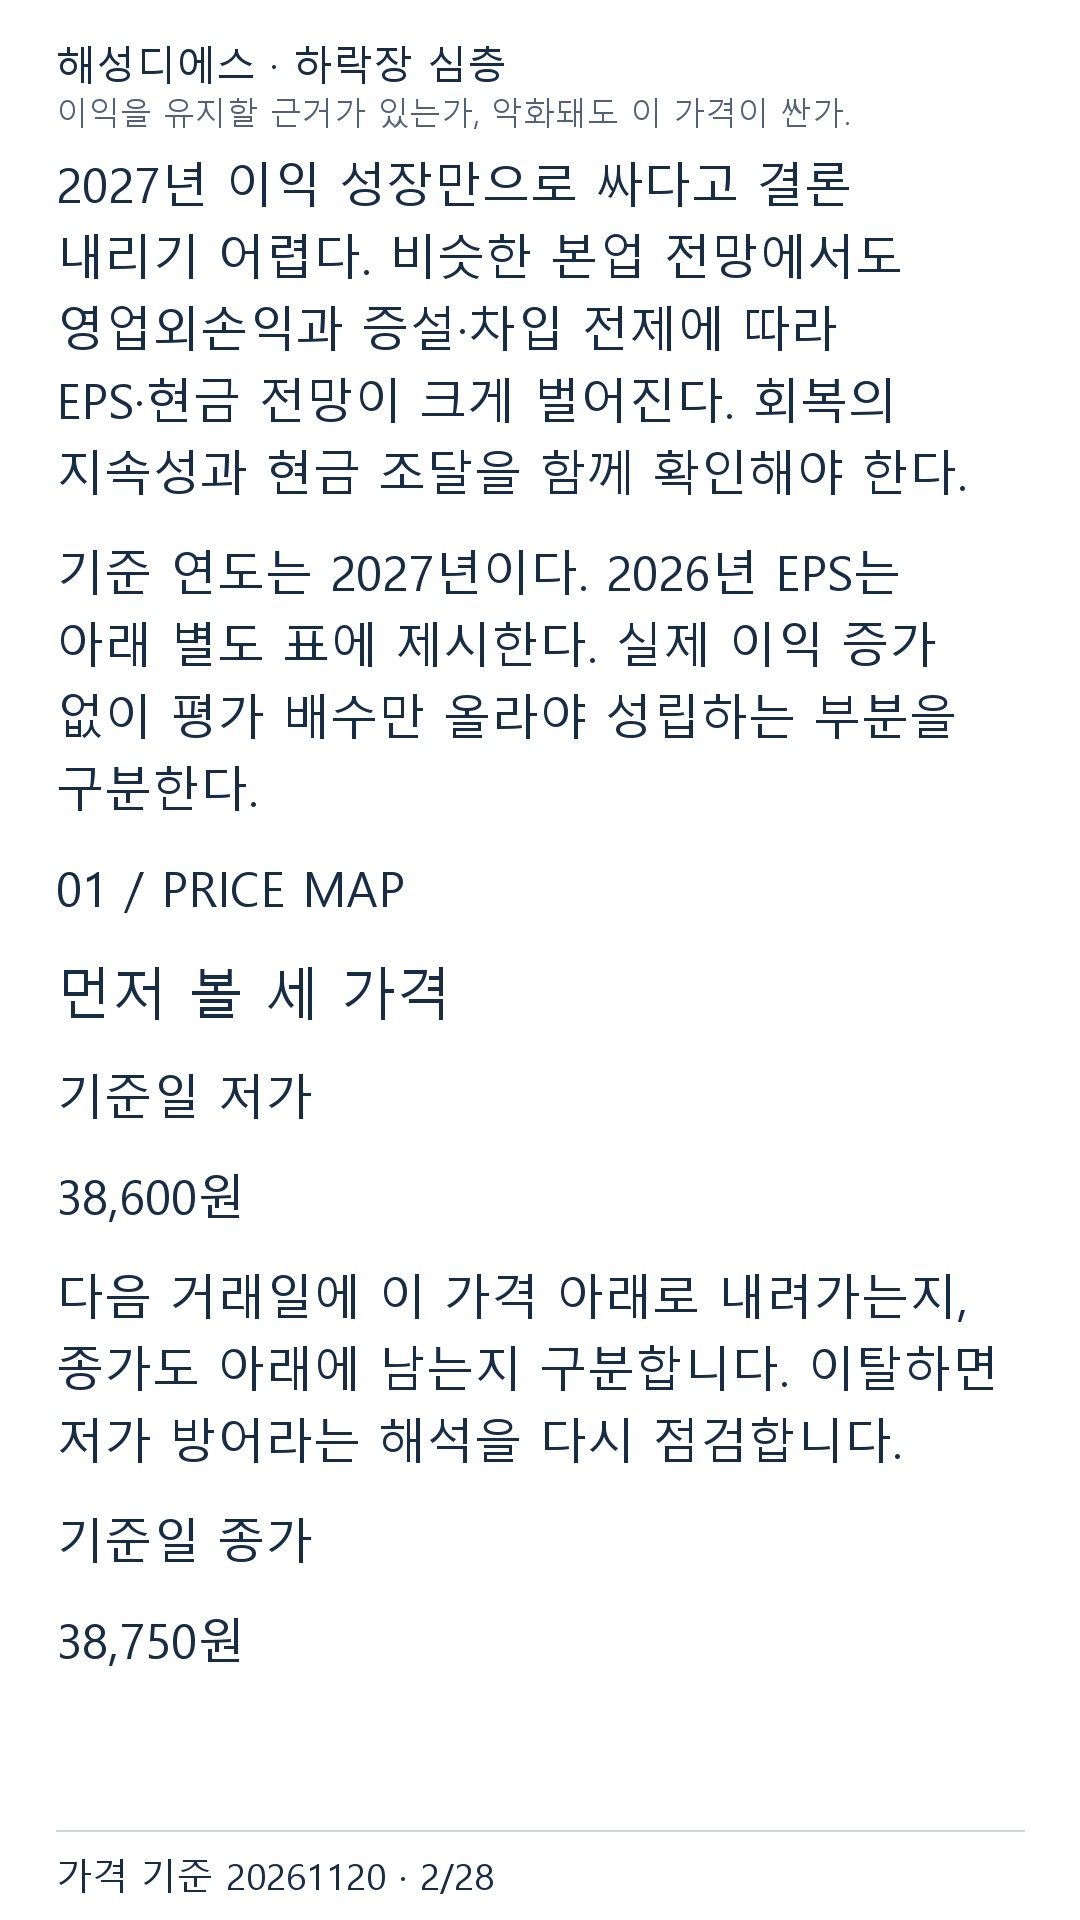 해성디에스 · 하락장 심층
이익을 유지할 근거가 있는가, 악화돼도 이 가격이 싼가.
2027년 이익 성장만으로 싸다고 결론
내리기 어렵다. 비슷한 본업 전망에서도
영업외손익과 증설·차입 전제에 따라
EPS·현금 전망이 크게 벌어진다. 회복의
지속성과 현금 조달을 함께 확인해야 한다.
기준 연도는 2027년이다. 2026년 EPS는
아래 별도 표에 제시한다. 실제 이익 증가
없이 평가 배수만 올라야 성립하는 부분을
구분한다.
01 / PRICE MAP
먼저 볼 세 가격
기준일 저가
38,600원
다음 거래일에 이 가격 아래로 내려가는지,
종가도 아래에 남는지 구분합니다. 이탈하면
저가 방어라는 해석을 다시 점검합니다.
기준일 종가
38,750원
가격 기준 20261120 · 2/28